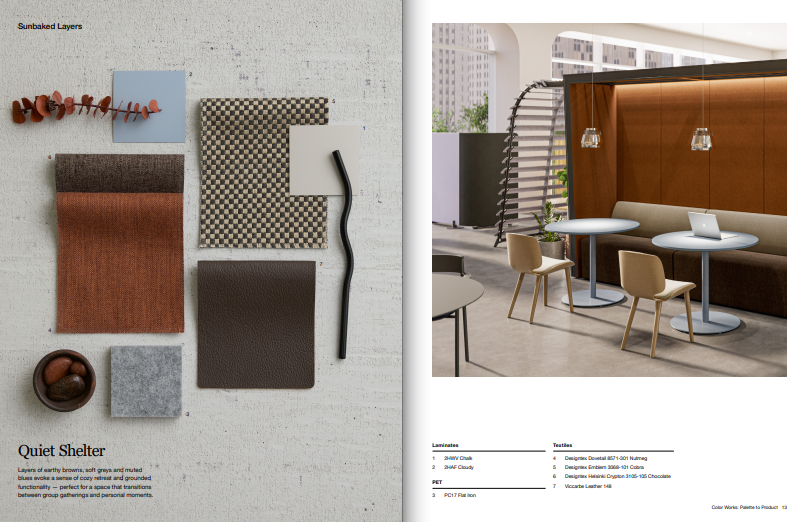 Sunbaked Layers
2
5
1
6
7
4
3
Quiet Shelter
Layers of earthy browns, soft greys and muted
blues evoke a sense of cozy retreat and grounded
functionality — perfect for a space that transitions
between group gatherings and personal moments.
Laminates
1 2HWV Chalk
2 2HAF Cloudy
PET
3 PC17 Flat Iron
Textiles
4 Designtex Dovetail 8571-301 Nutmeg
5 Designtex Emblem 3068-101 Cobra
6 Designtex Helsinki Crypton 3105-105 Chocolate
7 Viccarbe Leather 148
Color Works: Palette to Product 13